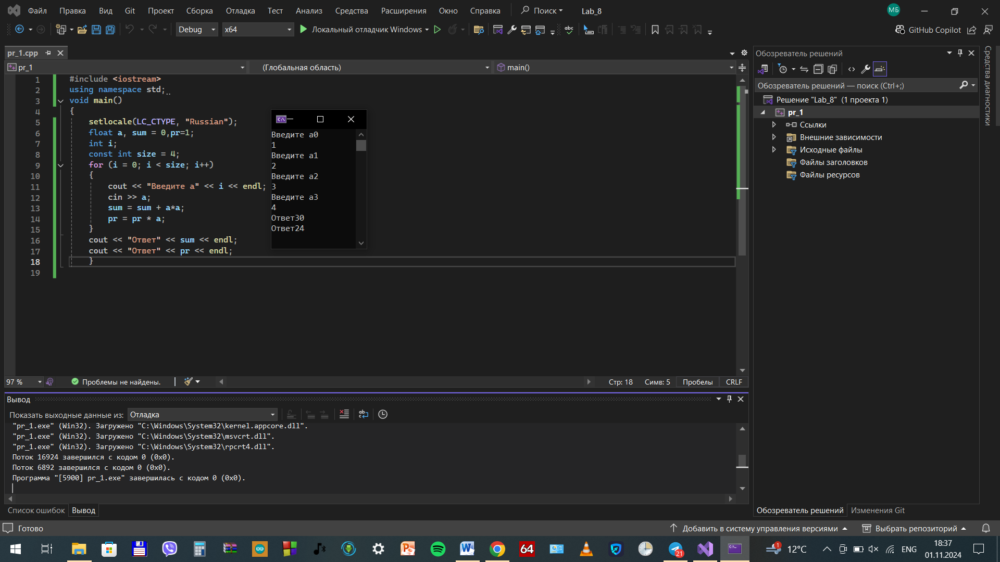 Файл Правка Вид Git Проект Сборка Отладка Тест Анализ Средства Расширения Окно Справка Поиск Lab_8 МБ
Debug x64 Локальный отладчик Windows abc GitHub Copilot
pr_1.cpp
pr_1 (Глобальная область) main()
1 #include <iostream>
2 using namespace std;
3 void main()
4 {
5 setlocale(LC_CTYPE, "Russian");
6 float a, sum = 0,pr=1;
7 int i;
8 const int size = 4;
9 for (i = 0; i < size; i++)
10 {
11 cout << "Введите a" << i << endl;
12 cin >> a;
13 sum = sum + a*a;
14 pr = pr * a;
15 }
16 cout << "Ответ" << sum << endl;
17 cout << "Ответ" << pr << endl;
18 }
19
C:\
Введите a0
1
Введите a1
2
Введите a2
3
Введите a3
4
Ответ30
Ответ24
97 % Проблемы не найдены. Стр: 18 Симв: 5 Пробелы CRLF
Вывод
Показать выходные данные из: Отладка
"pr_1.exe" (Win32). Загружено "C:\Windows\System32\kernel.appcore.dll".
"pr_1.exe" (Win32). Загружено "C:\Windows\System32\msvcrt.dll".
"pr_1.exe" (Win32). Загружено "C:\Windows\System32\rpcrt4.dll".
Поток 16924 завершился с кодом 0 (0x0).
Поток 6892 завершился с кодом 0 (0x0).
Программа "[5900] pr_1.exe" завершилась с кодом 0 (0x0).
Список ошибок Вывод
Обозреватель решений
Обозреватель решений — поиск (Ctrl+;)
Решение "Lab_8" (1 проекта 1)
pr_1
Ссылки
Внешние зависимости
Исходные файлы
Файлы заголовков
Файлы ресурсов
Обозреватель решений Изменения Git
Средства диагностики
Готово Добавить в систему управления версиями Выбрать репозиторий
64 21 1 12°C ENG 18:37
01.11.2024